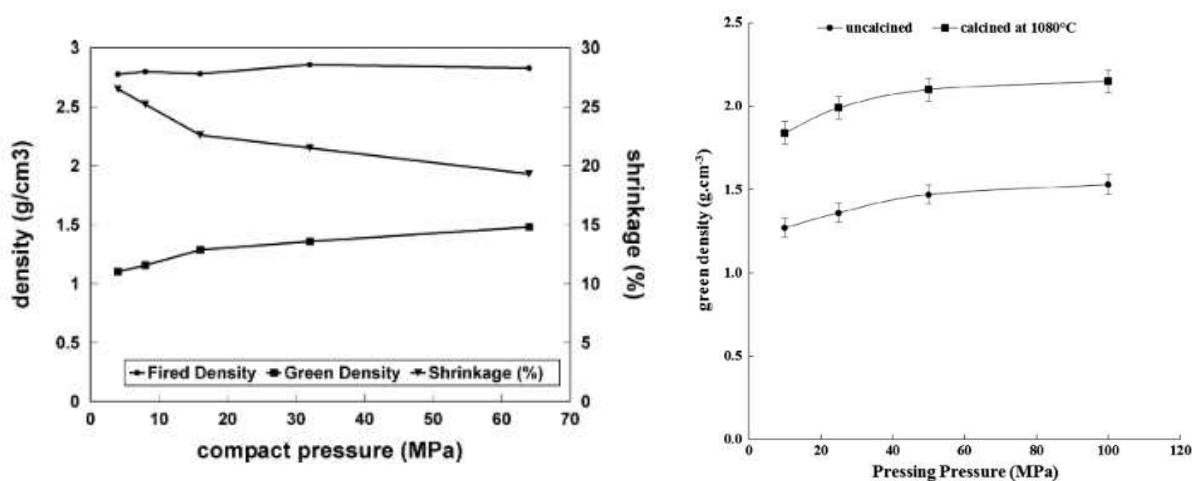 3
2.5
2
1.5
1
0.5
0
30
25
20
15
10
5
0
density (g/cm3)
shrinkage (%)
Fired Density Green Density Shrinkage (%)
0 10 20 30 40 50 60 70
compact pressure (MPa)
uncalcined calcined at 1080°C
2.5
2.0
1.5
1.0
0.5
0.0
green density (g.cm-3)
0 20 40 60 80 100 120
Pressing Pressure (MPa)